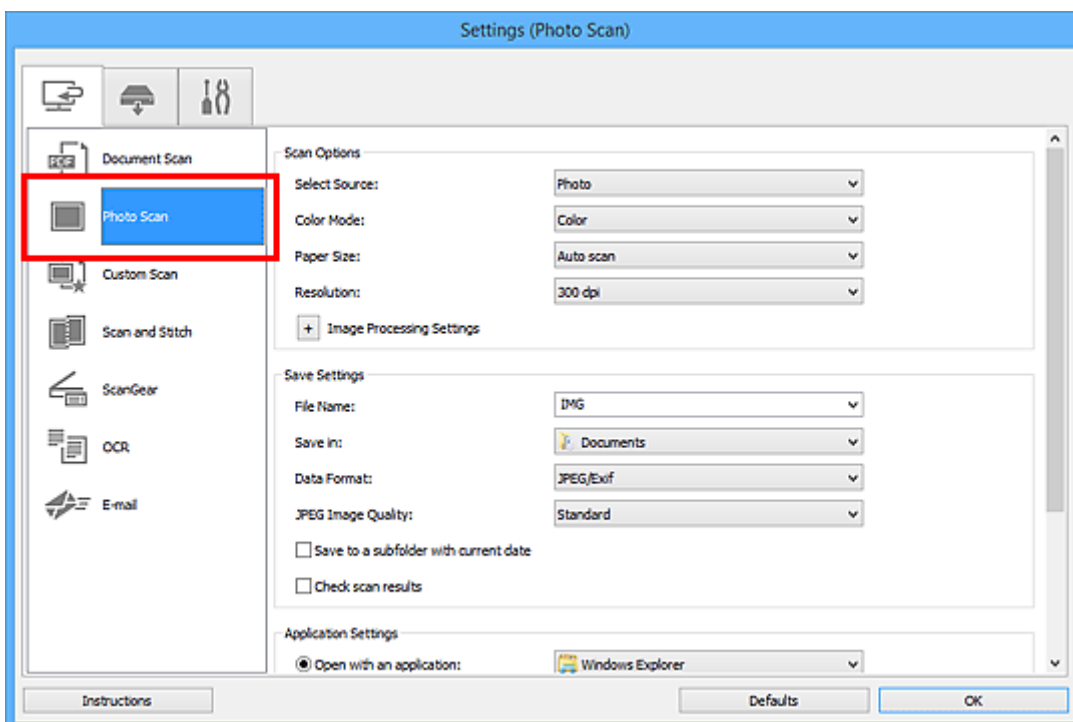 Settings (Photo Scan)
PDF
Document Scan
Photo Scan
Custom Scan
Scan and Stitch
ScanGear
OCR
E-mail
Scan Options
Select Source: Photo
Color Mode: Color
Paper Size: Auto scan
Resolution: 300 dpi
+ Image Processing Settings
Save Settings
File Name: IMG
Save in: Documents
Data Format: JPEG/Exif
JPEG Image Quality: Standard
Save to a subfolder with current date
Check scan results
Application Settings
Open with an application: Windows Explorer
Instructions Defaults OK